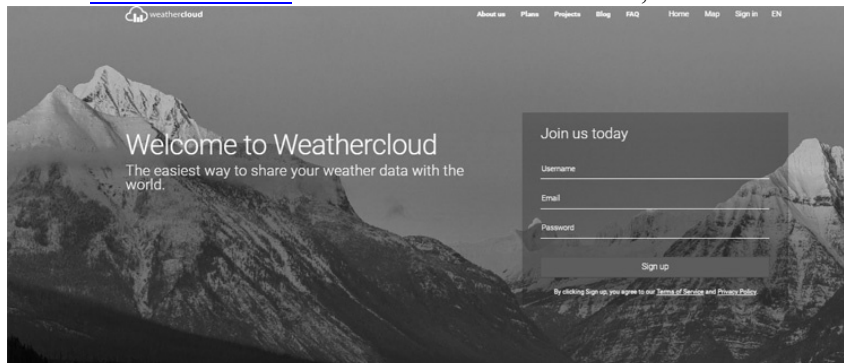 weathercloud
About us Plans Projects Blog FAQ Home Map Sign in EN
Welcome to Weathercloud
The easiest way to share your weather data with the
world.
Join us today
Username
Email
Password
Sign up
By clicking Sign up, you agree to our Terms of Service and Privacy Policy.